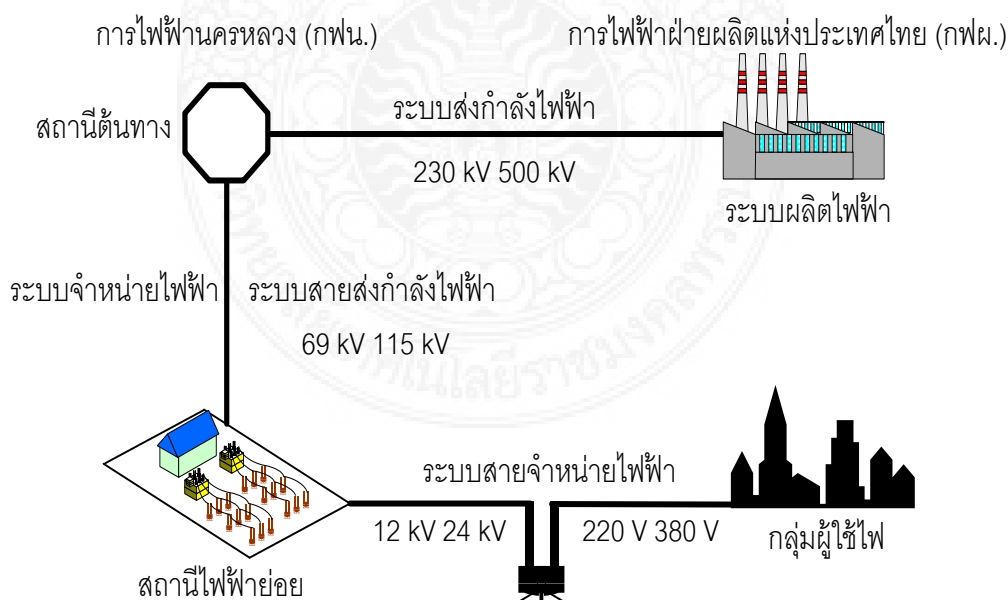 การไฟฟ้านครหลวง (กฟน.)
การไฟฟ้าฝ่ายผลิตแห่งประเทศไทย (กฟผ.)
สถานีต้นทาง
ระบบส่งกำลังไฟฟ้า
230 kV 500 kV
ระบบผลิตไฟฟ้า
ระบบจำหน่ายไฟฟ้า
ระบบสายส่งกำลังไฟฟ้า
69 kV 115 kV
ระบบสายจำหน่ายไฟฟ้า
12 kV 24 kV
220 V 380 V
กลุ่มผู้ใช้ไฟ
สถานีไฟฟ้าย่อย